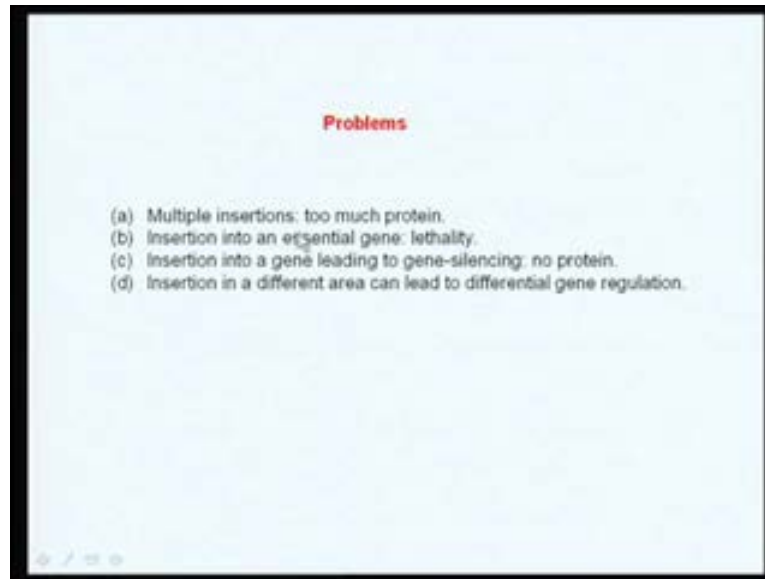 Problems
(a) Multiple insertions: too much protein.
(b) Insertion into an essential gene: lethality.
(c) Insertion into a gene leading to gene-silencing: no protein.
(d) Insertion in a different area can lead to differential gene regulation.